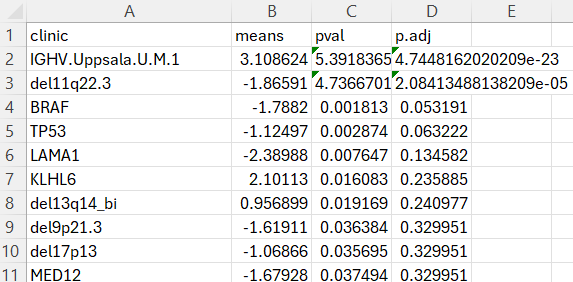 A B C D E
1 clinic means pval p.adj
2 IGHV.Uppsala.U.M.1 3.108624 5.3918365 4.7448162020209e-23
3 del11q22.3 -1.86591 4.7366701 2.08413488138209e-05
4 BRAF -1.7882 0.001813 0.053191
5 TP53 -1.12497 0.002874 0.063222
6 LAMA1 -2.38988 0.007647 0.134582
7 KLHL6 2.10113 0.016083 0.235885
8 del13q14_bi 0.956899 0.019169 0.240977
9 del9p21.3 -1.61911 0.036384 0.329951
10 del17p13 -1.06866 0.035695 0.329951
11 MED12 -1.67928 0.037494 0.329951